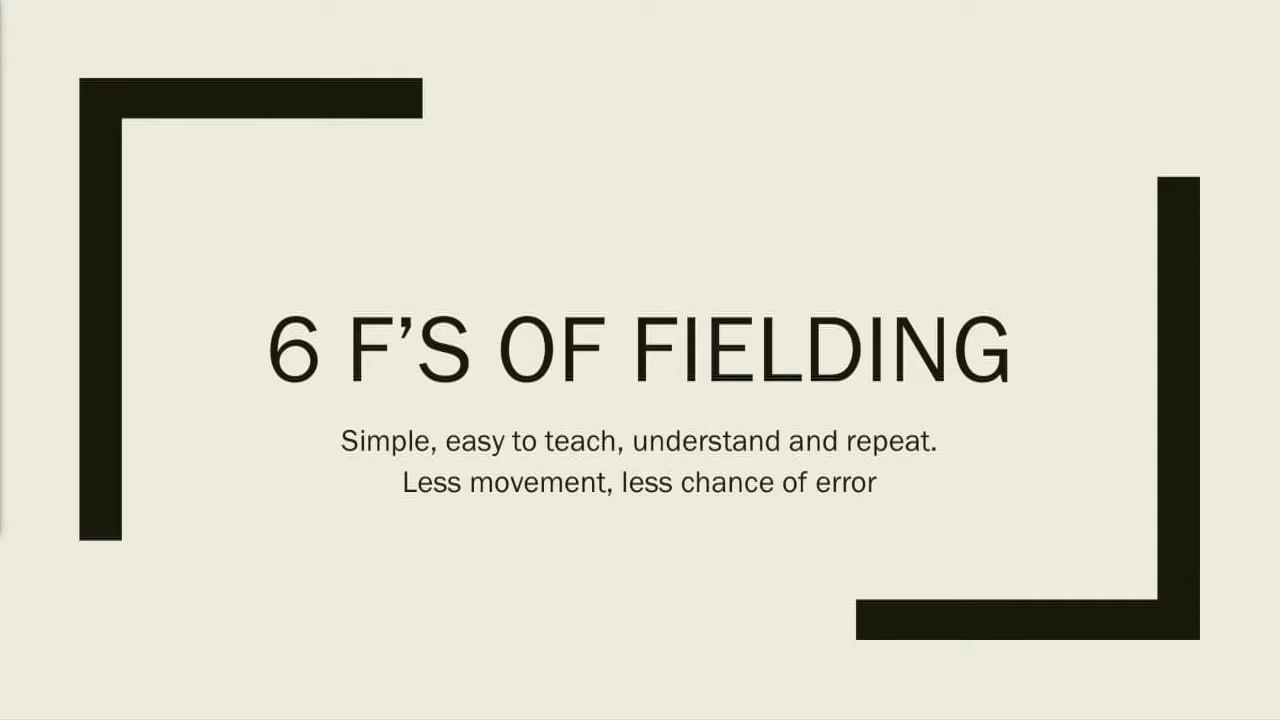 6 F’S OF FIELDING
Simple, easy to teach, understand and repeat.
Less movement, less chance of error